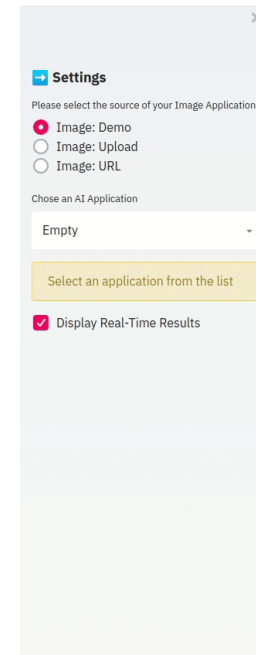 Settings
Please select the source of your Image Application
Image: Demo
Image: Upload
Image: URL
Chose an AI Application
Empty
Select an application from the list
Display Real-Time Results